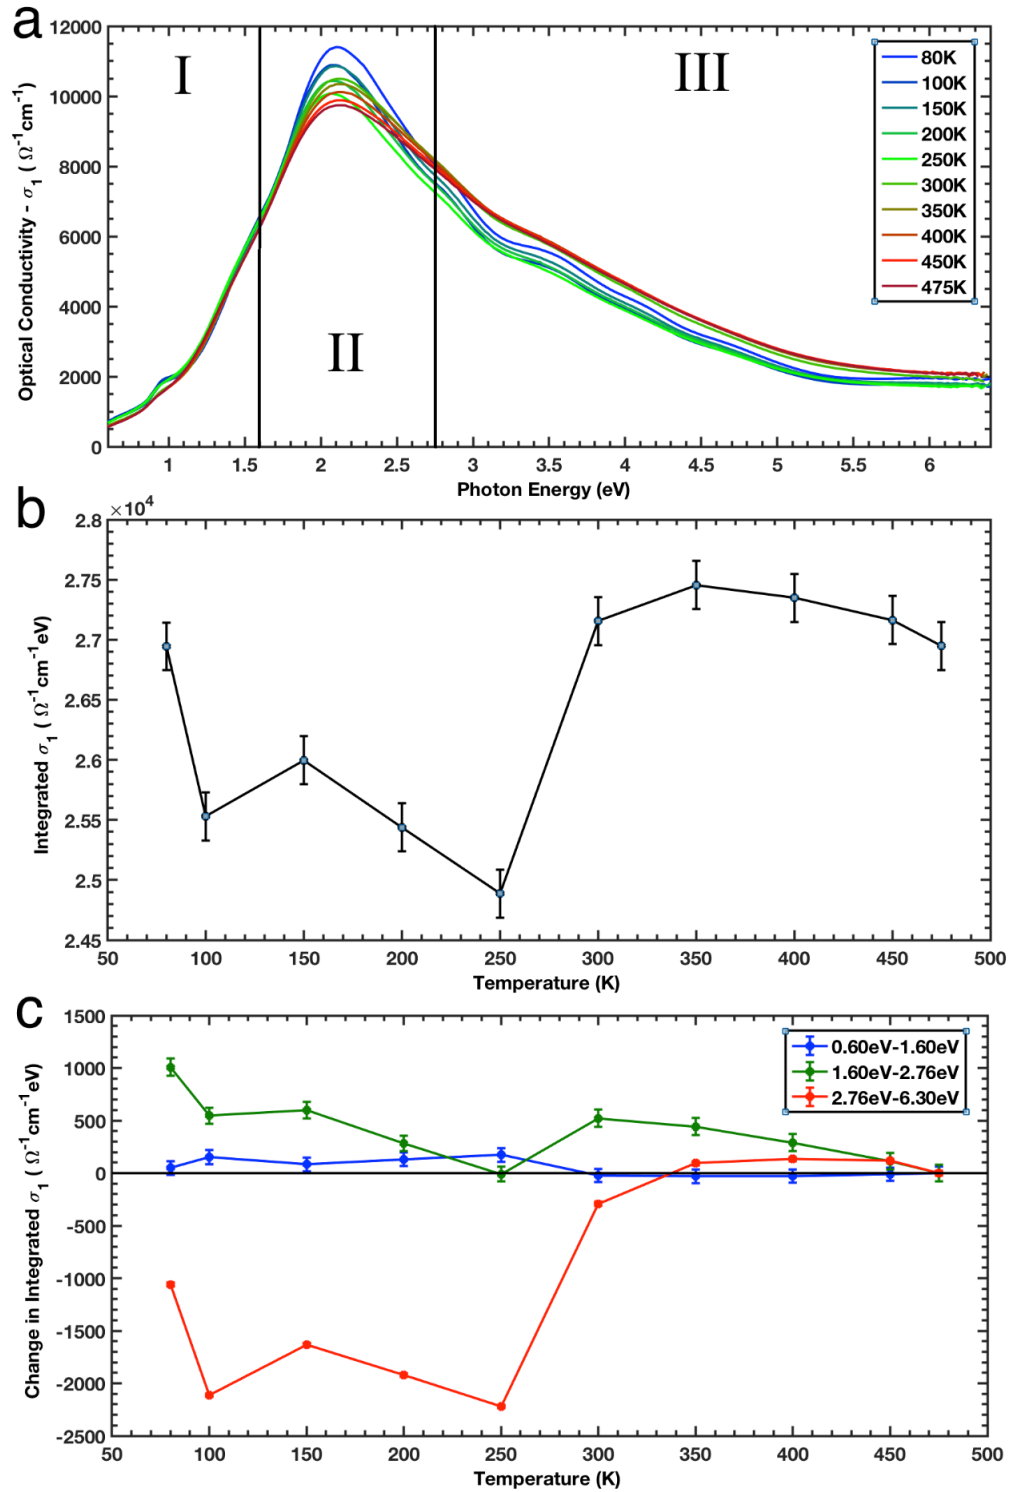 a
12000
10000
8000
6000
4000
2000
0
Optical Conductivity - σ₁ ( Ω⁻¹cm⁻¹)
I
II
III
80K
100K
150K
200K
250K
300K
350K
400K
450K
475K
1 1.5 2 2.5 3 3.5 4 4.5 5 5.5 6
Photon Energy (eV)
b
×10⁴
2.8
2.75
2.7
2.65
2.6
2.55
2.5
2.45
Integrated σ₁ ( Ω⁻¹cm⁻¹eV)
50 100 150 200 250 300 350 400 450 500
Temperature (K)
c
1500
1000
500
0
-500
-1000
-1500
-2000
-2500
Change in Integrated σ₁ ( Ω⁻¹cm⁻¹eV)
0.60eV-1.60eV
1.60eV-2.76eV
2.76eV-6.30eV
50 100 150 200 250 300 350 400 450 500
Temperature (K)